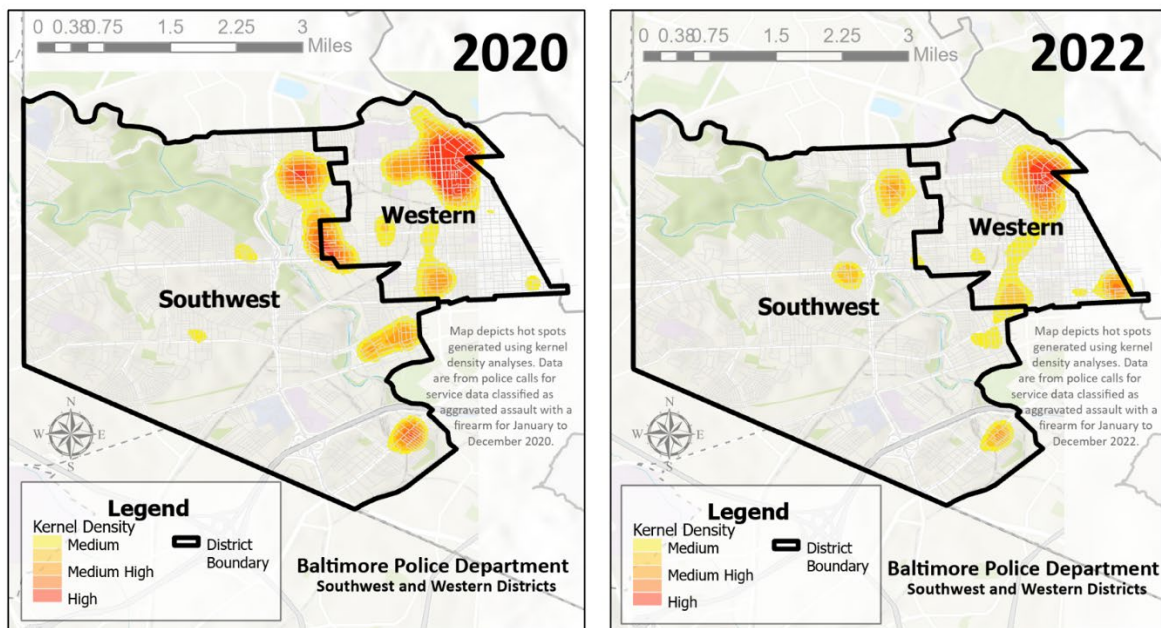 0 0.38 0.75 1.5 2.25 3
Miles
2020
Western
Southwest
Map depicts hot spots
generated using kernel
density analyses. Data
are from police calls for
service data classified as
aggravated assault with a
firearm for January to
December 2020.
N
W E
S
Legend
Kernel Density
Medium
Medium High
High
District
Boundary
Baltimore Police Department
Southwest and Western Districts
0 0.38 0.75 1.5 2.25 3
Miles
2022
Western
Southwest
Map depicts hot spots
generated using kernel
density analyses. Data
are from police calls for
service data classified as
aggravated assault with a
firearm for January to
December 2022.
N
W E
S
Legend
Kernel Density
Medium
Medium High
High
District
Boundary
Baltimore Police Department
Southwest and Western Districts